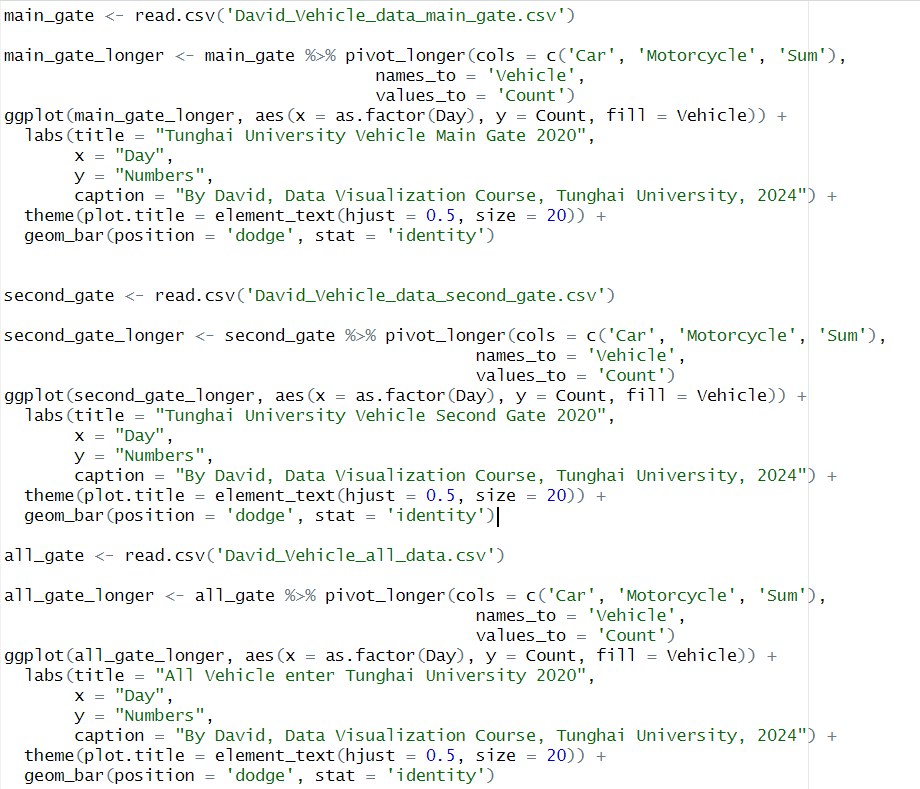 main_gate <- read.csv('David_Vehicle_data_main_gate.csv')
main_gate_longer <- main_gate %>% pivot_longer(cols = c('Car', 'Motorcycle', 'Sum'),
names_to = 'Vehicle',
values_to = 'Count')
ggplot(main_gate_longer, aes(x = as.factor(Day), y = Count, fill = Vehicle)) +
labs(title = "Tunghai University Vehicle Main Gate 2020",
x = "Day",
y = "Numbers",
caption = "By David, Data Visualization Course, Tunghai University, 2024") +
theme(plot.title = element_text(hjust = 0.5, size = 20)) +
geom_bar(position = 'dodge', stat = 'identity')
second_gate <- read.csv('David_Vehicle_data_second_gate.csv')
second_gate_longer <- second_gate %>% pivot_longer(cols = c('Car', 'Motorcycle', 'Sum'),
names_to = 'Vehicle',
values_to = 'Count')
ggplot(second_gate_longer, aes(x = as.factor(Day), y = Count, fill = Vehicle)) +
labs(title = "Tunghai University Vehicle Second Gate 2020",
x = "Day",
y = "Numbers",
caption = "By David, Data Visualization Course, Tunghai University, 2024") +
theme(plot.title = element_text(hjust = 0.5, size = 20)) +
geom_bar(position = 'dodge', stat = 'identity')
all_gate <- read.csv('David_Vehicle_all_data.csv')
all_gate_longer <- all_gate %>% pivot_longer(cols = c('Car', 'Motorcycle', 'Sum'),
names_to = 'Vehicle',
values_to = 'Count')
ggplot(all_gate_longer, aes(x = as.factor(Day), y = Count, fill = Vehicle)) +
labs(title = "All Vehicle enter Tunghai University 2020",
x = "Day",
y = "Numbers",
caption = "By David, Data Visualization Course, Tunghai University, 2024") +
theme(plot.title = element_text(hjust = 0.5, size = 20)) +
geom_bar(position = 'dodge', stat = 'identity')